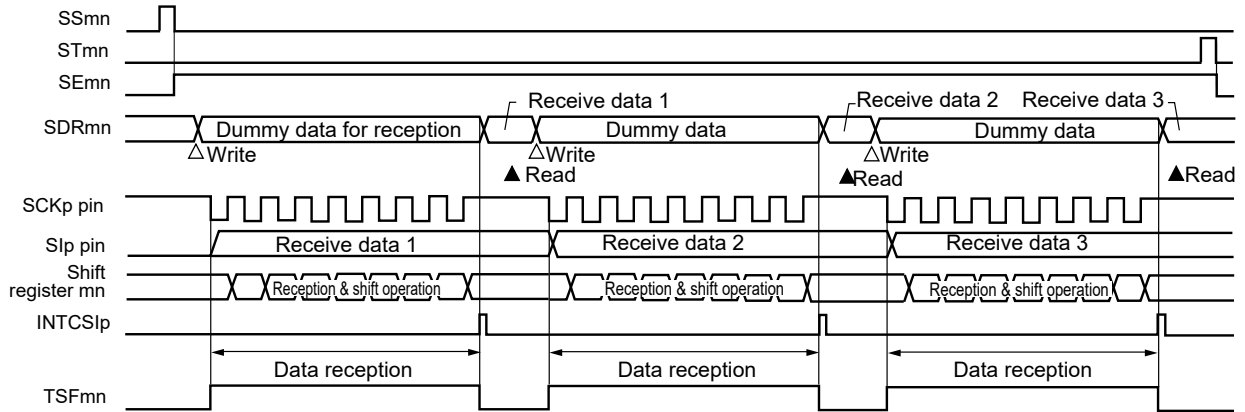 SSmn
STmn
SEmn
Receive data 1
Receive data 2
Receive data 3
SDRmn
Dummy data for reception
Dummy data
Dummy data
△Write
△Write
△Write
▲Read
▲Read
▲Read
SCKp pin
SIp pin
Receive data 1
Receive data 2
Receive data 3
Shift
register mn
Reception & shift operation
Reception & shift operation
Reception & shift operation
INTCSIp
Data reception
Data reception
Data reception
TSFmn